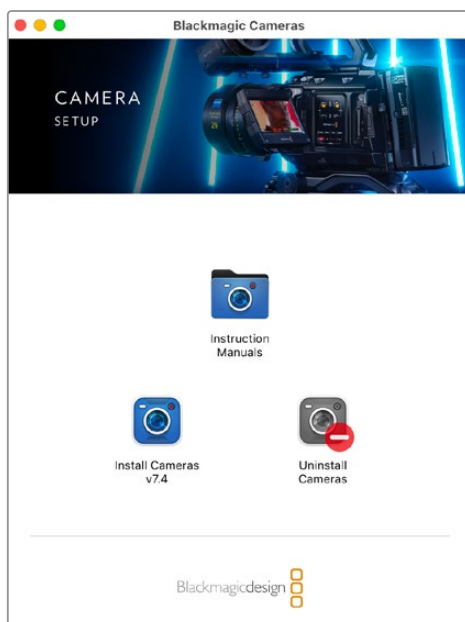 Blackmagic Cameras
CAMERA
SETUP
Instruction
Manuals
Install Cameras
v7.4
Uninstall
Cameras
Blackmagicdesign